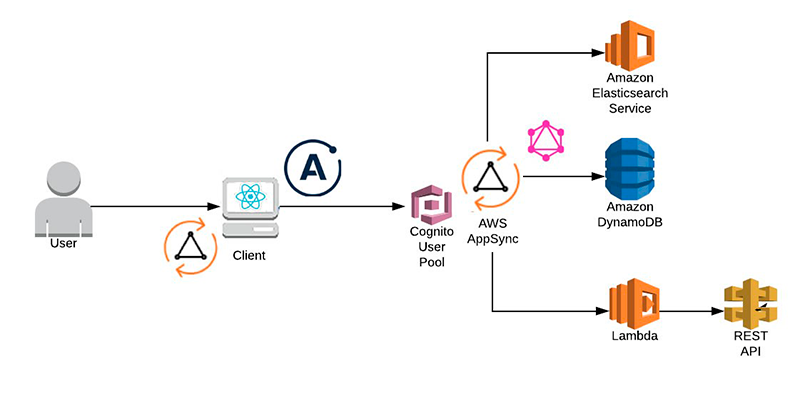 User
Client
A
Cognito
User
Pool
AWS
AppSync
Amazon
Elasticsearch
Service
Amazon
DynamoDB
Lambda
REST
API